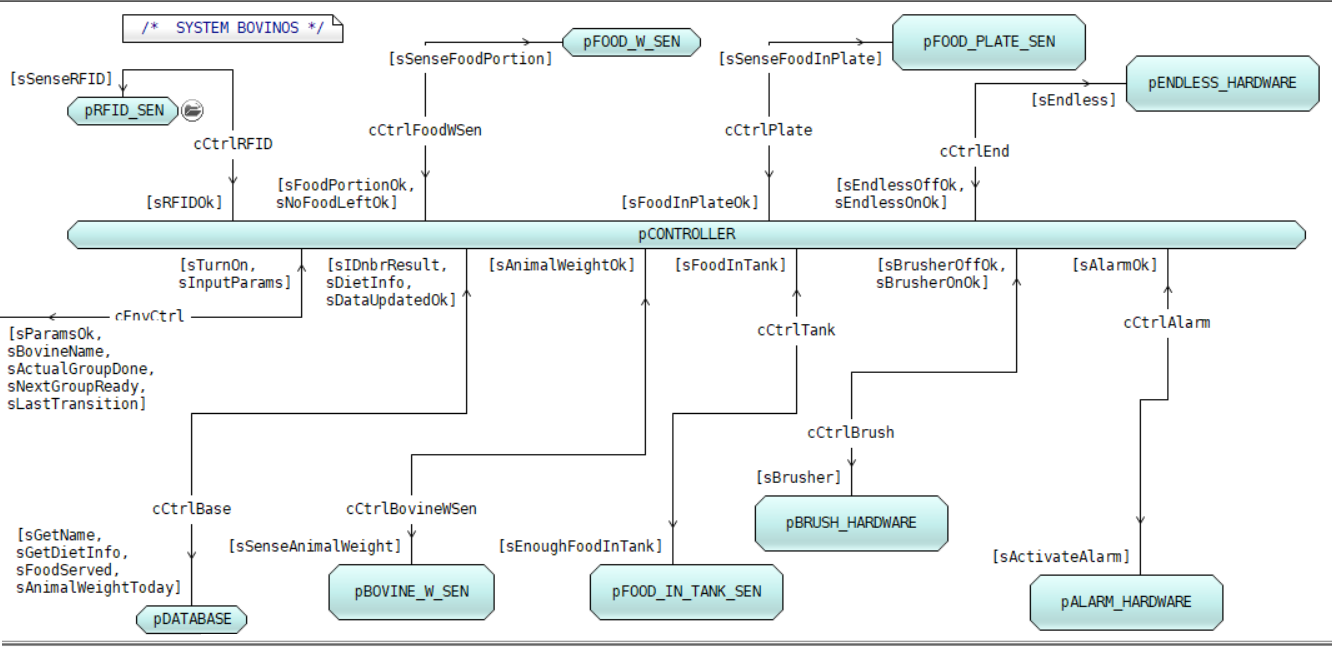 /* SYSTEM BOVINOS */
pFOOD_W_SEN
pFOOD_PLATE_SEN
[sSenseFoodPortion]
[sSenseFoodInPlate]
[sSenseRFID]
pENDLESS_HARDWARE
[sEndless]
pRFID_SEN
cCtrlFoodWSen
cCtrlPlate
cCtrlRFID
cCtrlEnd
[sFoodPortionOk,
sNoFoodLeftOk]
[sEndlessOffOk,
sEndlessOnOk]
[sRFIDOk]
[sFoodInPlateOk]
pCONTROLLER
[sTurnOn,
sInputParams]
[sIDnbrResult,
sDietInfo,
sDataUpdatedOk]
[sAnimalWeightOk]
[sFoodInTank]
[sBrusherOffOk,
sBrusherOnOk]
[sAlarmOk]
cEnvCtrl
[sParamsOk,
sBovineName,
sActualGroupDone,
sNextGroupReady,
sLastTransition]
cCtrlTank
cCtrlAlarm
cCtrlBrush
[sBrusher]
cCtrlBase
cCtrlBovineWSen
pBRUSH_HARDWARE
[sGetName,
sGetDietInfo,
sFoodServed,
sAnimalWeightToday]
[sSenseAnimalWeight]
[sEnoughFoodInTank]
[sActivateAlarm]
pBOVINE_W_SEN
pFOOD_IN_TANK_SEN
pALARM_HARDWARE
pDATABASE